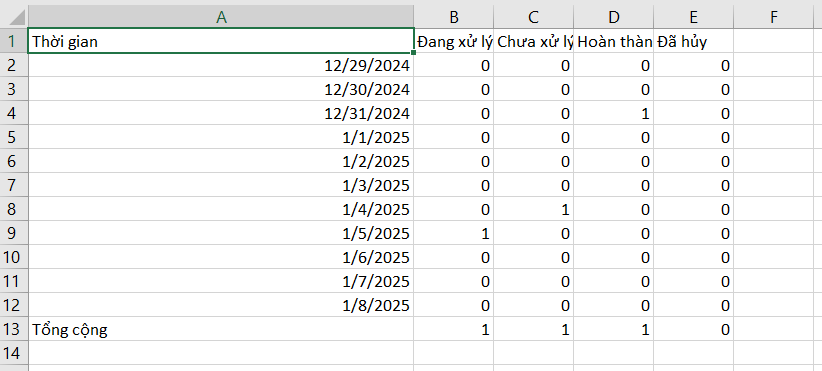 A B C D E F
1 Thời gian Đang xử lý Chưa xử lý Hoàn thàn Đã hủy
2 12/29/2024 0 0 0 0
3 12/30/2024 0 0 0 0
4 12/31/2024 0 0 1 0
5 1/1/2025 0 0 0 0
6 1/2/2025 0 0 0 0
7 1/3/2025 0 0 0 0
8 1/4/2025 0 1 0 0
9 1/5/2025 1 0 0 0
10 1/6/2025 0 0 0 0
11 1/7/2025 0 0 0 0
12 1/8/2025 0 0 0 0
13 Tổng cộng 1 1 1 0
14